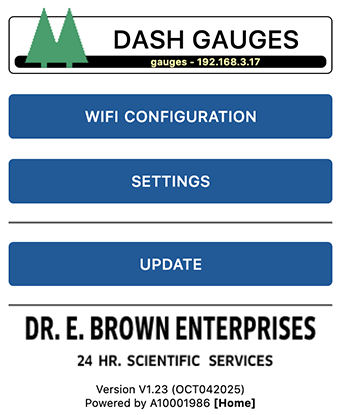 DASH GAUGES
gauges - 192.168.3.17
WIFI CONFIGURATION
SETTINGS
UPDATE
DR. E. BROWN ENTERPRISES
24 HR. SCIENTIFIC SERVICES
Version V1.23 (OCT042025)
Powered by A10001986 [Home]